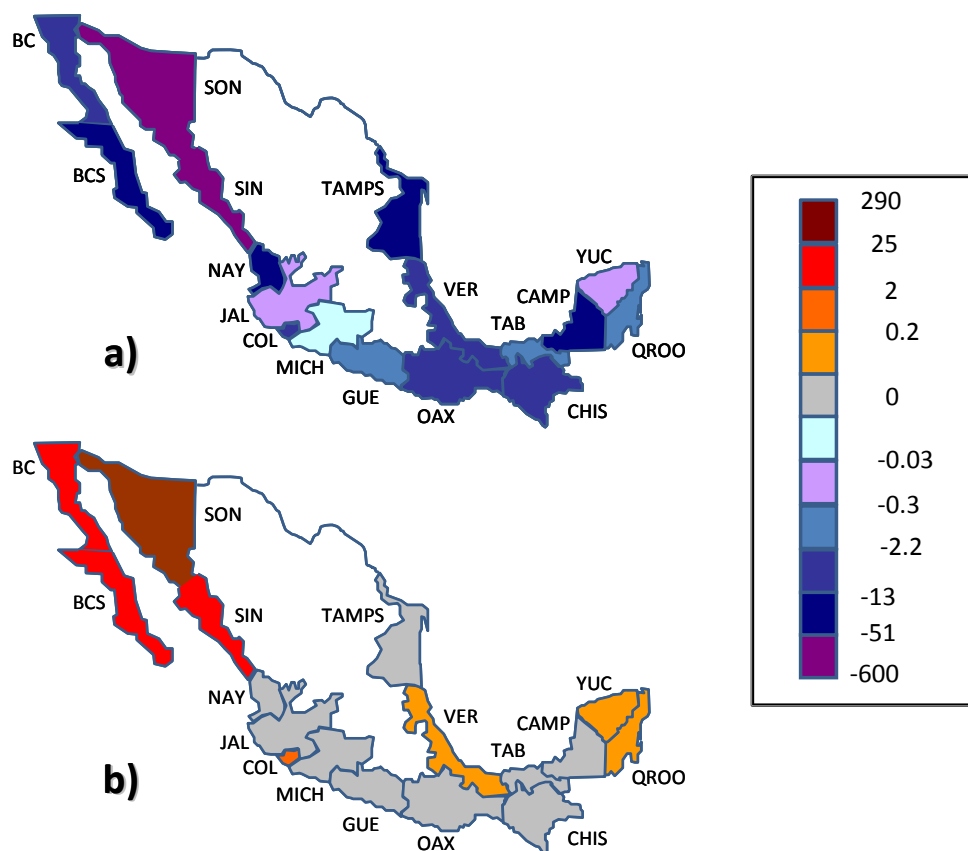 BC
SON
BCS
SIN
TAMPS
NAY
JAL
COL
MICH
GUE
OAX
VER
TAB
CAMP
YUC
QROO
CHIS
a)
290
25
2
0.2
0
-0.03
-0.3
-2.2
-13
-51
-600
BC
SON
BCS
SIN
TAMPS
NAY
JAL
COL
MICH
GUE
OAX
VER
TAB
CAMP
YUC
QROO
CHIS
b)